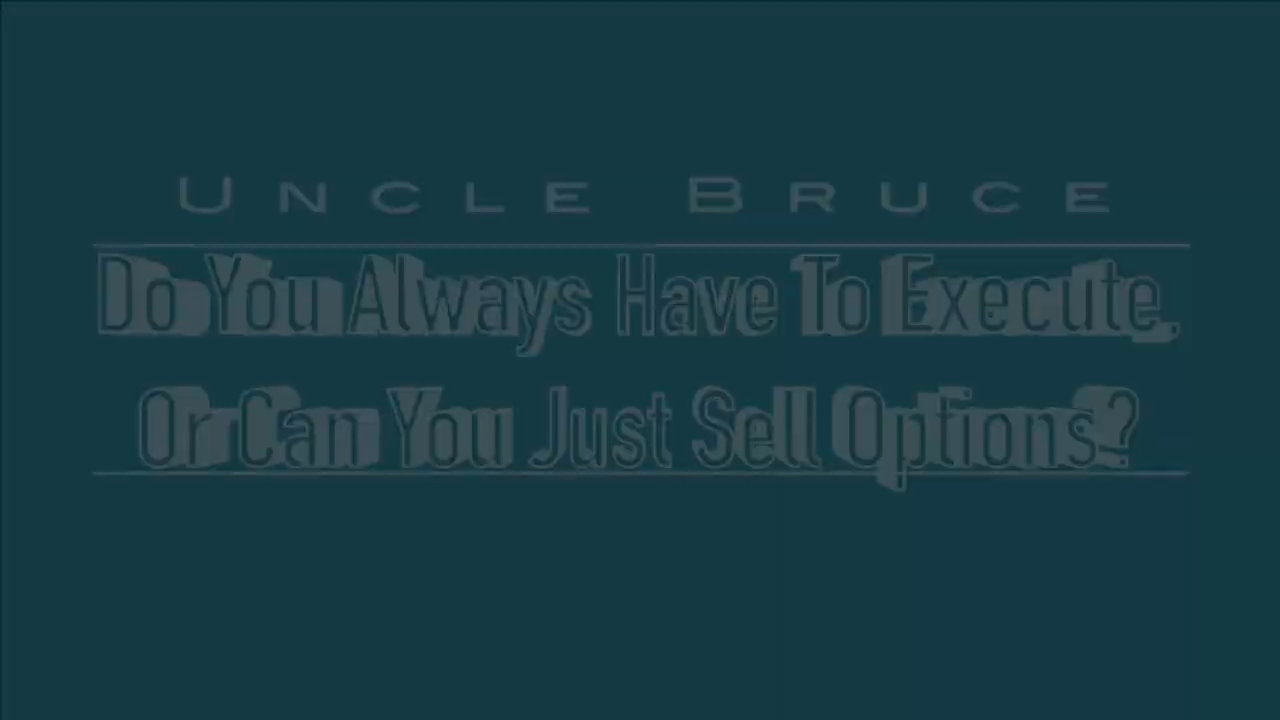 UNCLE BRUCE
Do You Always Have To Execute,
Or Can You Just Sell Options?